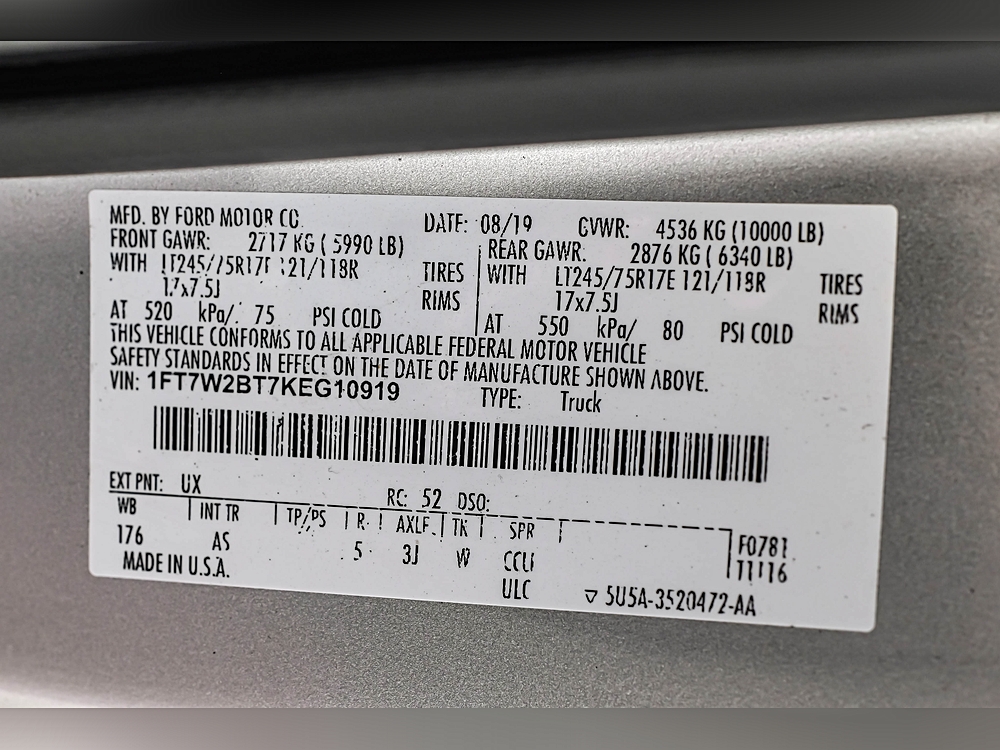 MFD. BY FORD MOTOR CO. DATE: 08/19 GVWR: 4536 KG (10000 LB)
FRONT GAWR: 2717 KG ( 5990 LB) REAR GAWR: 2876 KG ( 6340 LB)
WITH LT245/75R17E 121/118R TIRES WITH LT245/75R17E 121/118R TIRES
17x7.5J RIMS 17x7.5J RIMS
AT 520 kPa/ 75 PSI COLD AT 550 kPa/ 80 PSI COLD
THIS VEHICLE CONFORMS TO ALL APPLICABLE FEDERAL MOTOR VEHICLE
SAFETY STANDARDS IN EFFECT ON THE DATE OF MANUFACTURE SHOWN ABOVE.
VIN: 1FT7W2BT7KEG10919 TYPE: Truck
EXT PNT: UX RC: 52 DSO:
WB INT TR TP/PS R AXLE TR SPR
176 AS 5 3J W CCU F0781
ULC 11116
MADE IN U.S.A. ▽ 5U5A-3520472-AA